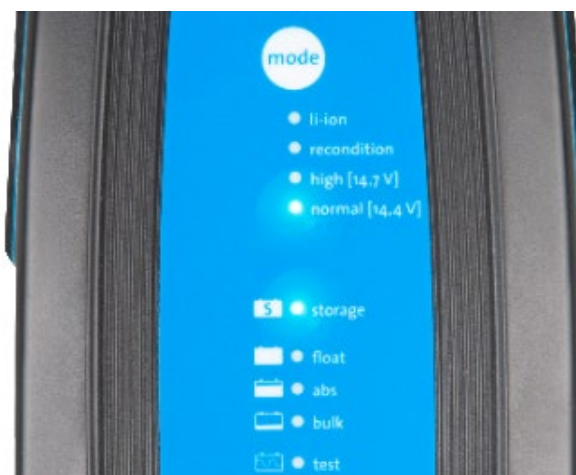 mode
li-ion
recondition
high [14,7 V]
normal [14,4 V]
S storage
float
abs
bulk
test